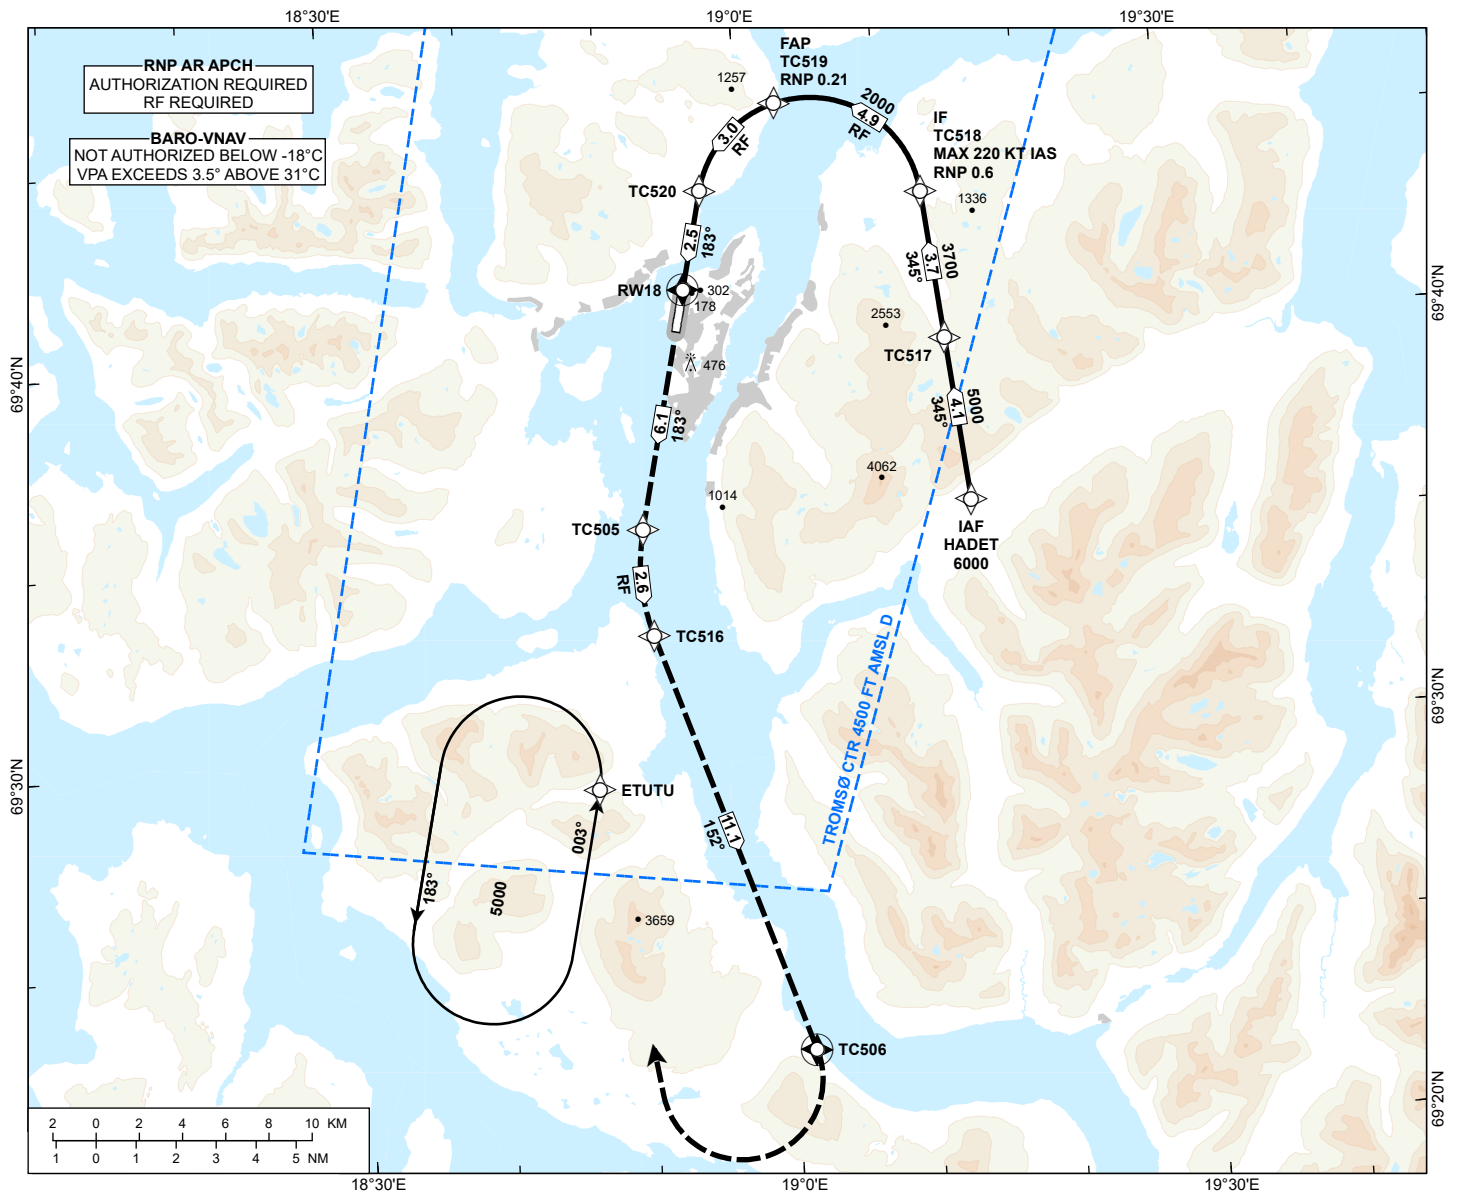 18°30'E
19°0'E
19°30'E
RNP AR APCH
AUTHORIZATION REQUIRED
RF REQUIRED
BARO-VNAV
NOT AUTHORIZED BELOW -18°C
VPA EXCEEDS 3.5° ABOVE 31°C
FAP
TC519
RNP 0.21
1257
2000
4.9
RF
3.0
RF
IF
TC518
MAX 220 KT IAS
RNP 0.6
1336
TC520
2.5
183°
3700
3.7
345°
RW18
302
178
69°40'N
2553
TC517
476
69°40'N
5000
4.1
345°
6.1
183°
4062
1014
IAF
HADET
6000
TC505
2.6
RF
TC516
TROMSØ CTR 4500 FT AMSL D
69°30'N
69°30'N
ETUTU
003°
11.1
152°
183°
5000
3659
TC506
69°20'N
2 0 2 4 6 8 10 KM
1 0 1 2 3 4 5 NM
18°30'E
19°0'E
19°30'E